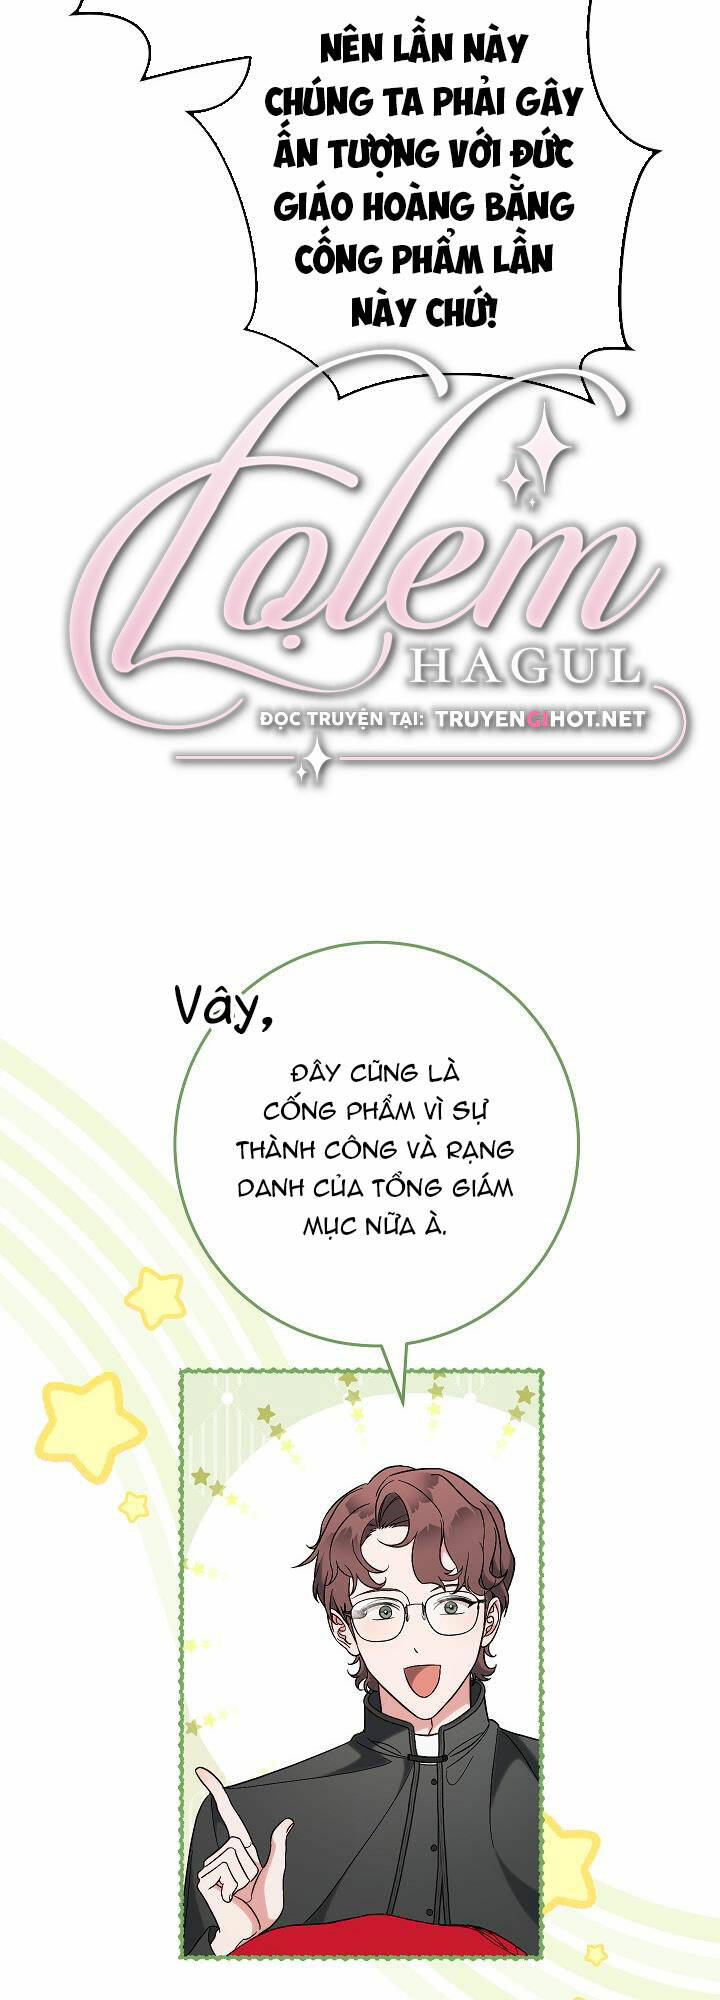 NÊN LẦN NÀY
CHÚNG TA PHẢI GÂY
ẤN TƯỢNG VỚI ĐỨC
GIÁO HOÀNG BẰNG
CỐNG PHẨM LẦN
NÀY CHỨ!
Lọlem
HAGUL
ĐỌC TRUYỆN TẠI: TRUYENGIHOT.NET
Vây,
ĐÂY CŨNG LÀ
CỐNG PHẨM VÌ SỰ
THÀNH CÔNG VÀ RẠNG
DANH CỦA TỔNG GIÁM
MỤC NỮA À.